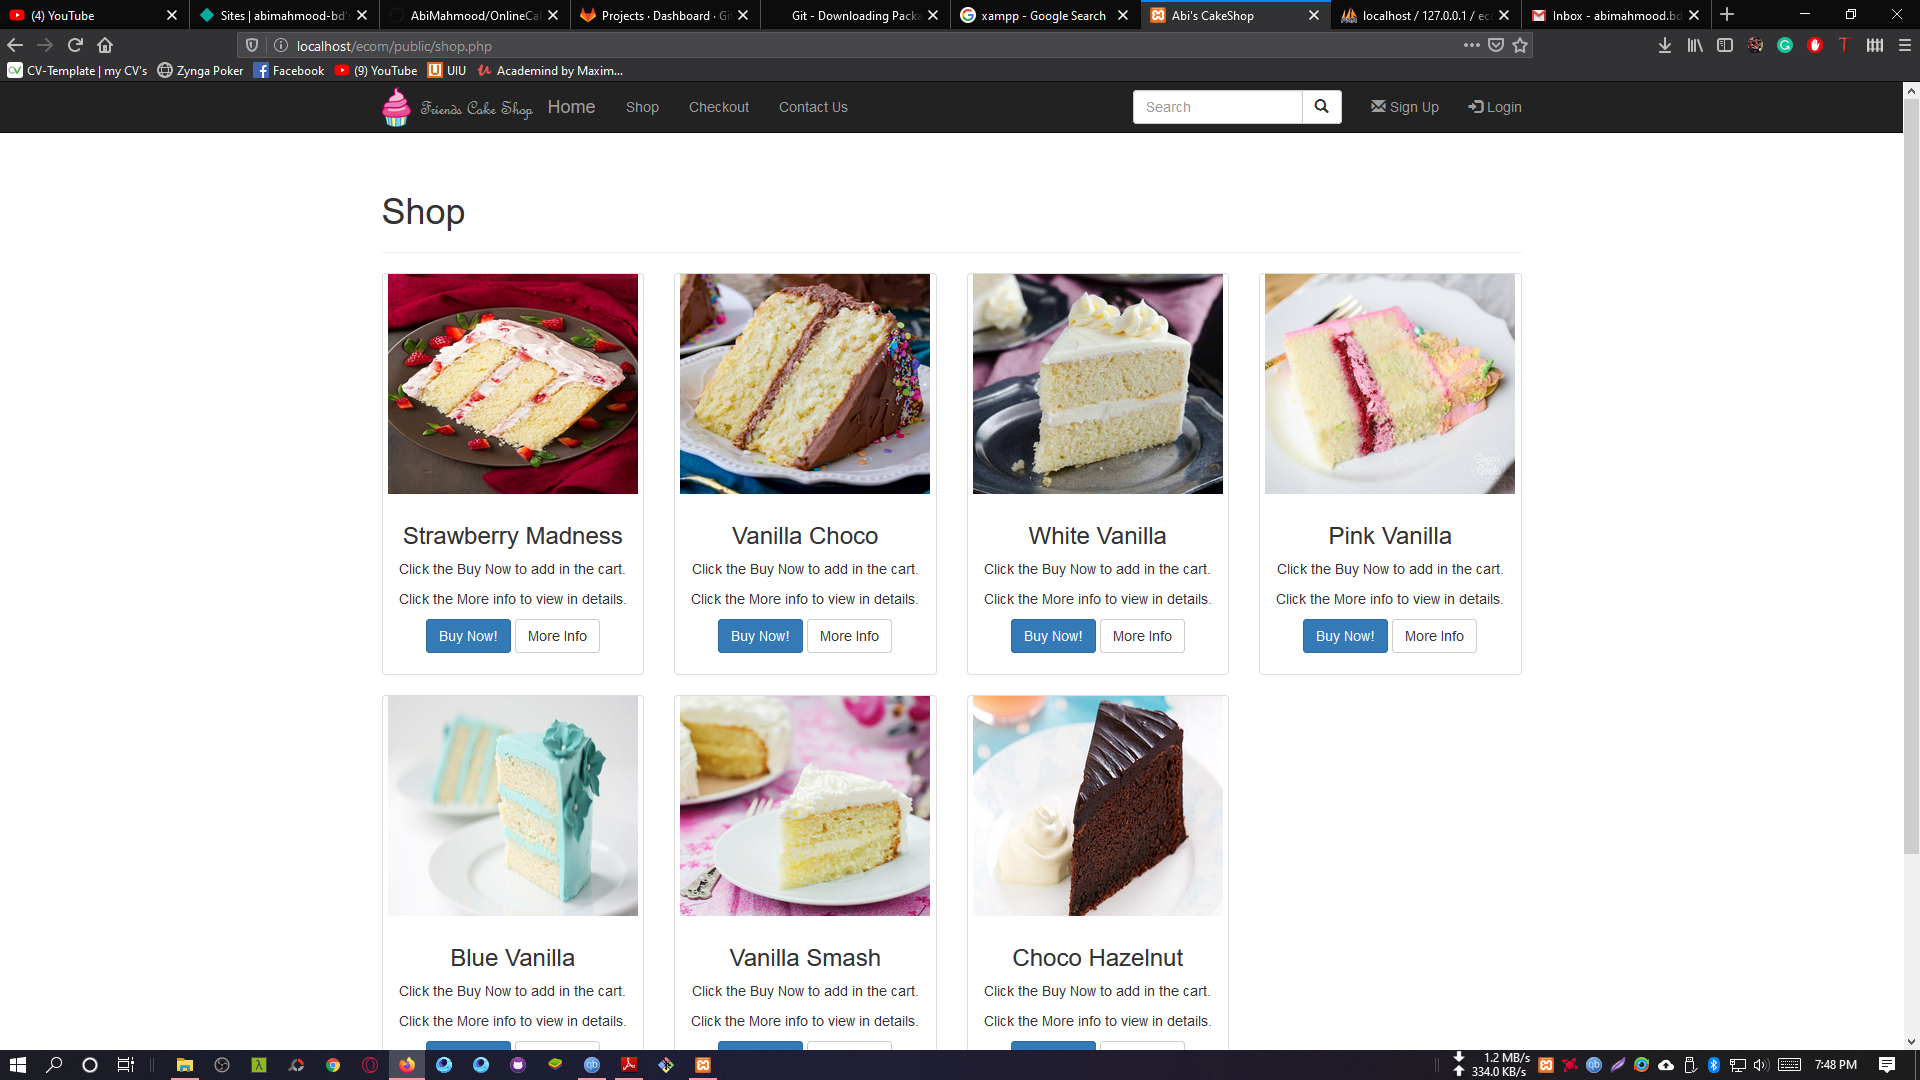 (4) YouTube
Sites | abimahmood-bd's
AbiMahmood/OnlineCak
Projects · Dashboard · Git
Git - Downloading Packa
xampp - Google Search
Abi's CakeShop
localhost / 127.0.0.1 / eco
Inbox - abimahmood.bd
localhost/ecom/public/shop.php
CV-Template | my CV's
Zynga Poker
Facebook
(9) YouTube
UIU
Academind by Maxim...
Friends Cake Shop
Home
Shop
Checkout
Contact Us
Search
Sign Up
Login
Shop
Strawberry Madness
Click the Buy Now to add in the cart.
Click the More info to view in details.
Buy Now! More Info
Vanilla Choco
Click the Buy Now to add in the cart.
Click the More info to view in details.
Buy Now! More Info
White Vanilla
Click the Buy Now to add in the cart.
Click the More info to view in details.
Buy Now! More Info
Pink Vanilla
Click the Buy Now to add in the cart.
Click the More info to view in details.
Buy Now! More Info
Blue Vanilla
Click the Buy Now to add in the cart.
Click the More info to view in details.
Vanilla Smash
Click the Buy Now to add in the cart.
Click the More info to view in details.
Choco Hazelnut
Click the Buy Now to add in the cart.
Click the More info to view in details.
1.2 MB/s
334.0 KB/s
7:48 PM